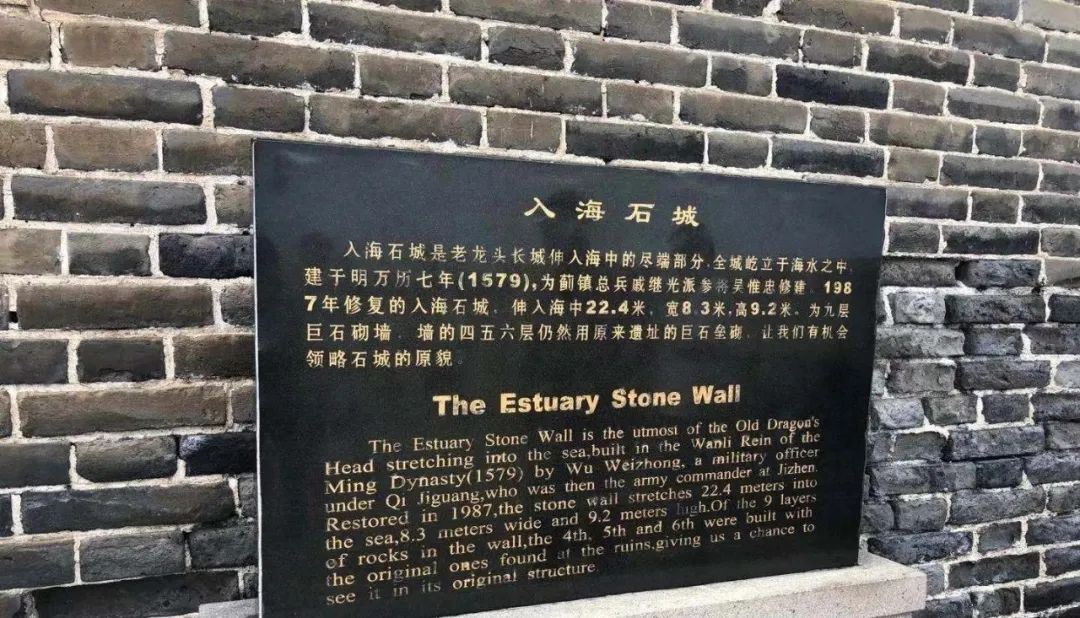 入海石城
入海石城是老龙头长城伸入海中的尽端部分，全城屹立于海水之中，
建于明万历七年(1579),为蓟镇总兵戚继光派参将吴惟忠修建。198
7年修复的入海石城，伸入海中22.4米，宽8.3米,高9.2米。为九层
巨石砌墙，墙的四五六层仍然用原来遗址的巨石垒砌，让我们有机会
领略石城的原貌。
The Estuary Stone Wall
The Estuary Stone Wall is the utmost of the Old Dragon's
Head stretching into the sea,built in the Wanli Rein of the
Ming Dynasty(1579) by Wu Weizhong, a military officer
under Qi Jiguang,who was then the army commander at Jizhen.
Restored in 1987,the stone wall stretches 22.4 meters into
the sea,8.3 meters wide and 9.2 meters high.Of the 9 layers
of rocks in the wall,the 4th, 5th and 6th were built with
the original ones found at the ruins,giving us a chance to
see it in its original structure.